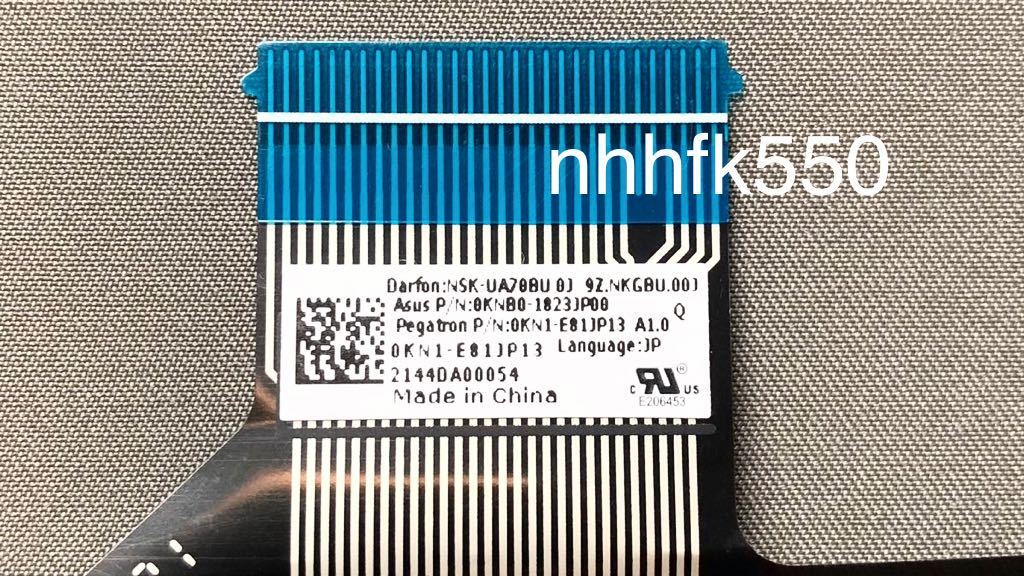 nhhfk550
Darfon:NSK-UA70BU 0J 9Z.NKGBU.00J
Asus P/N:0KNB0-1823JP00
Q
Pegatron P/N:0KN1-E81JP13 A1.0
0KN1-E81JP13 Language:JP
2144DA00054
Made in China
c RU ® US
E206453